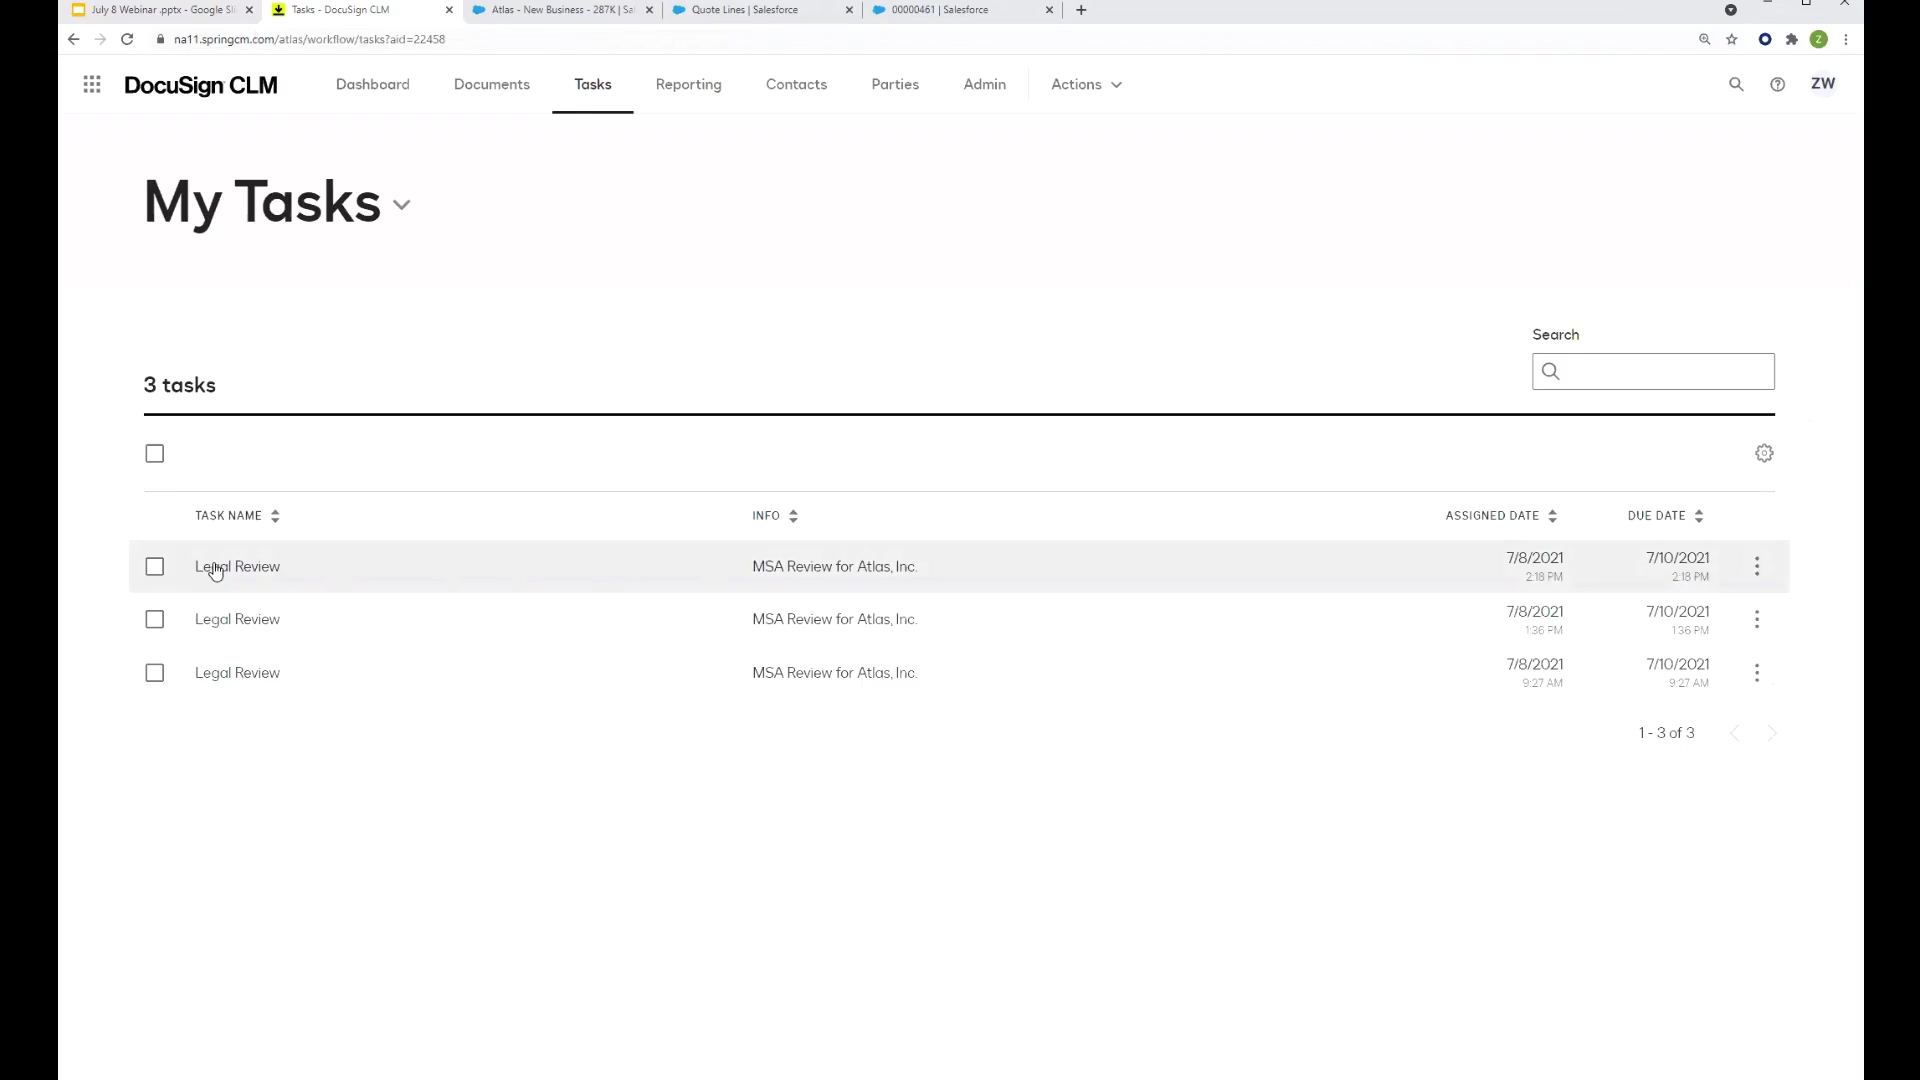 July 8 Webinar .pptx - Google Sl
Tasks - DocuSign CLM
Atlas - New Business - 287K | Sa
Quote Lines | Salesforce
00000461 | Salesforce
na11.springcm.com/atlas/workflow/tasks?aid=22458
Z
DocuSign CLM
Dashboard
Documents
Tasks
Reporting
Contacts
Parties
Admin
Actions
ZW
My Tasks
Search
3 tasks
TASK NAME
INFO
ASSIGNED DATE
DUE DATE
Legal Review
MSA Review for Atlas, Inc.
7/8/2021
7/10/2021
2:18 PM
2:18 PM
Legal Review
MSA Review for Atlas, Inc.
7/8/2021
7/10/2021
1:36 PM
1:36 PM
Legal Review
MSA Review for Atlas, Inc.
7/8/2021
7/10/2021
9:27 AM
9:27 AM
1 - 3 of 3